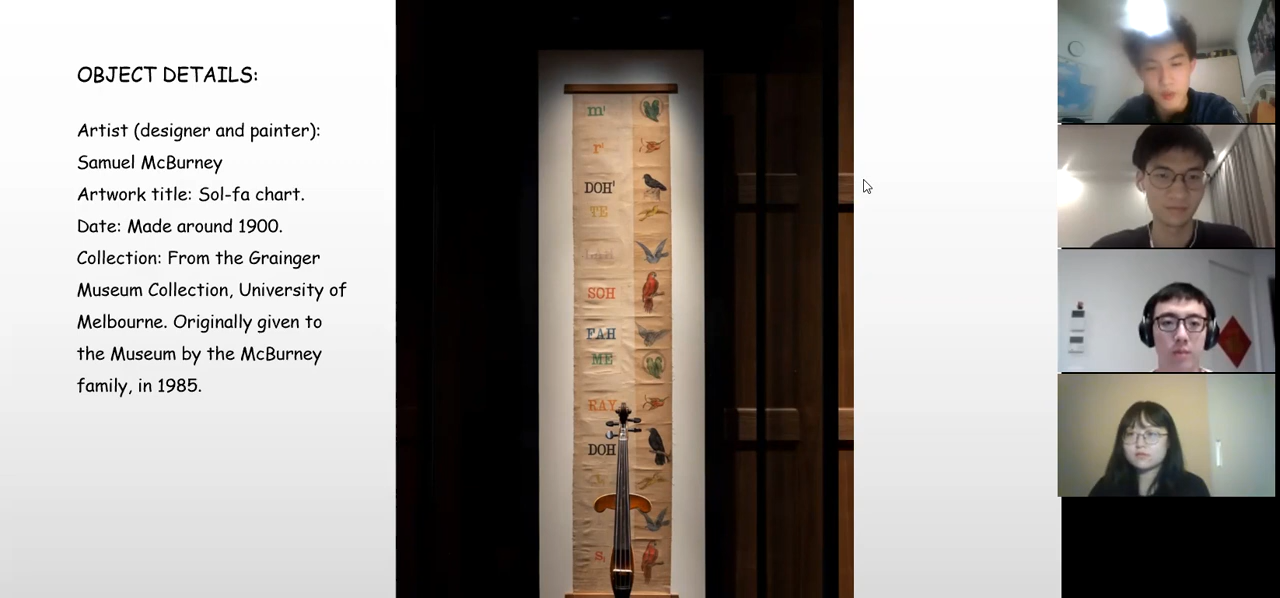 OBJECT DETAILS:
Artist (designer and painter):
Samuel McBurney
Artwork title: Sol-fa chart.
Date: Made around 1900.
Collection: From the Grainger
Museum Collection, University of
Melbourne. Originally given to
the Museum by the McBurney
family, in 1985.
m'
r'
DOH'
TE
SOH
FAH
ME
RAY
DOH
s,